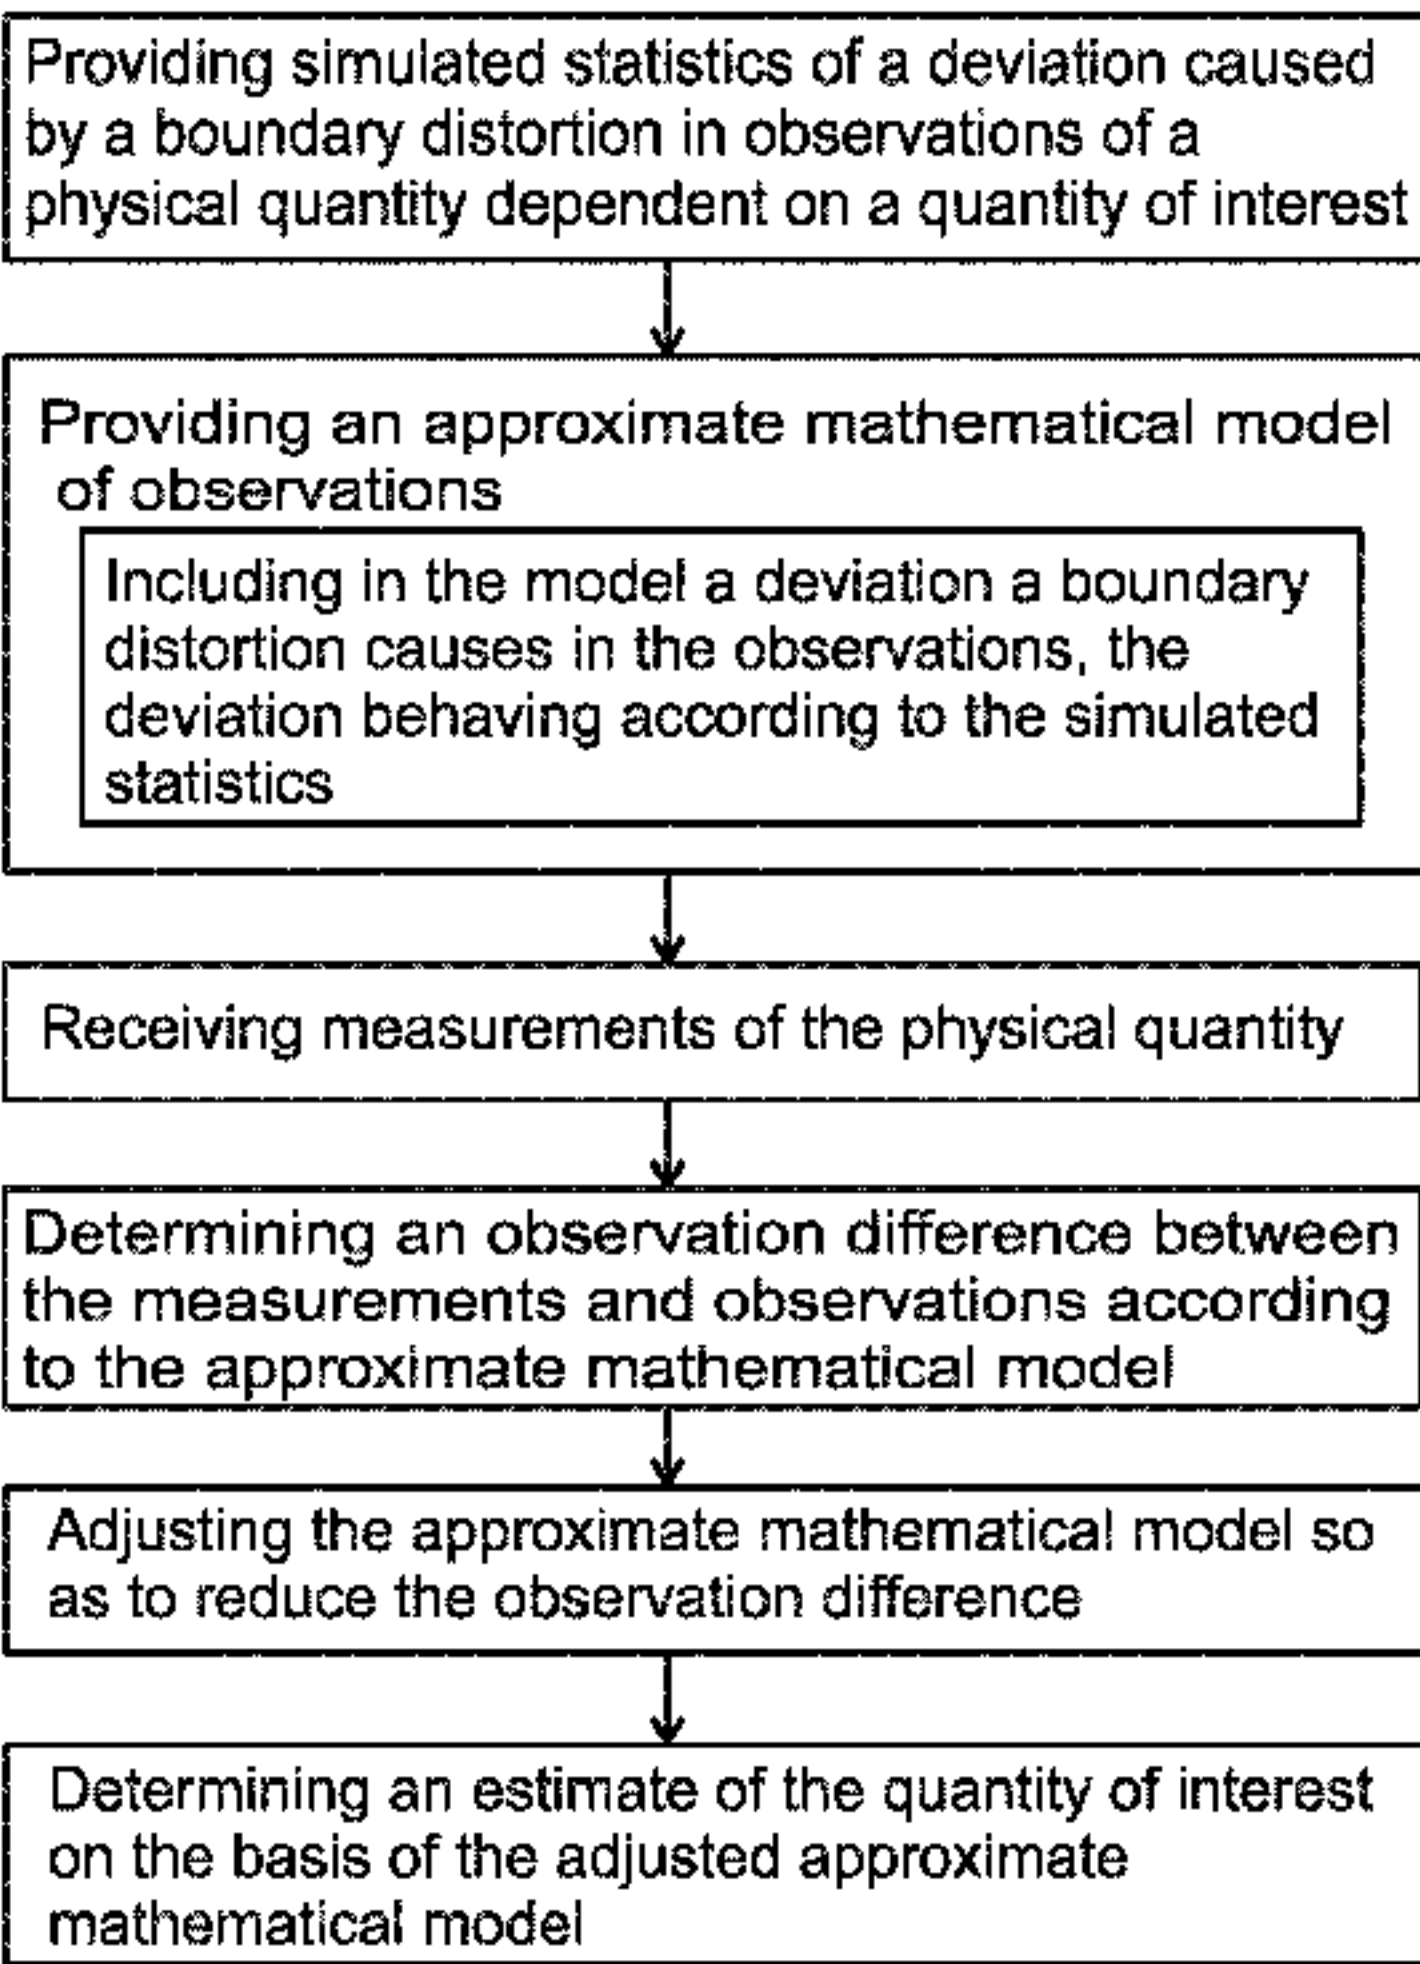 Providing simulated statistics of a deviation caused
by a boundary distortion in observations of a
physical quantity dependent on a quantity of interest
Providing an approximate mathematical model
of observations
Including in the model a deviation a boundary
distortion causes in the observations, the
deviation behaving according to the simulated
statistics
Receiving measurements of the physical quantity
Determining an observation difference between
the measurements and observations according
to the approximate mathematical model
Adjusting the approximate mathematical model so
as to reduce the observation difference
Determining an estimate of the quantity of interest
on the basis of the adjusted approximate
mathematical model